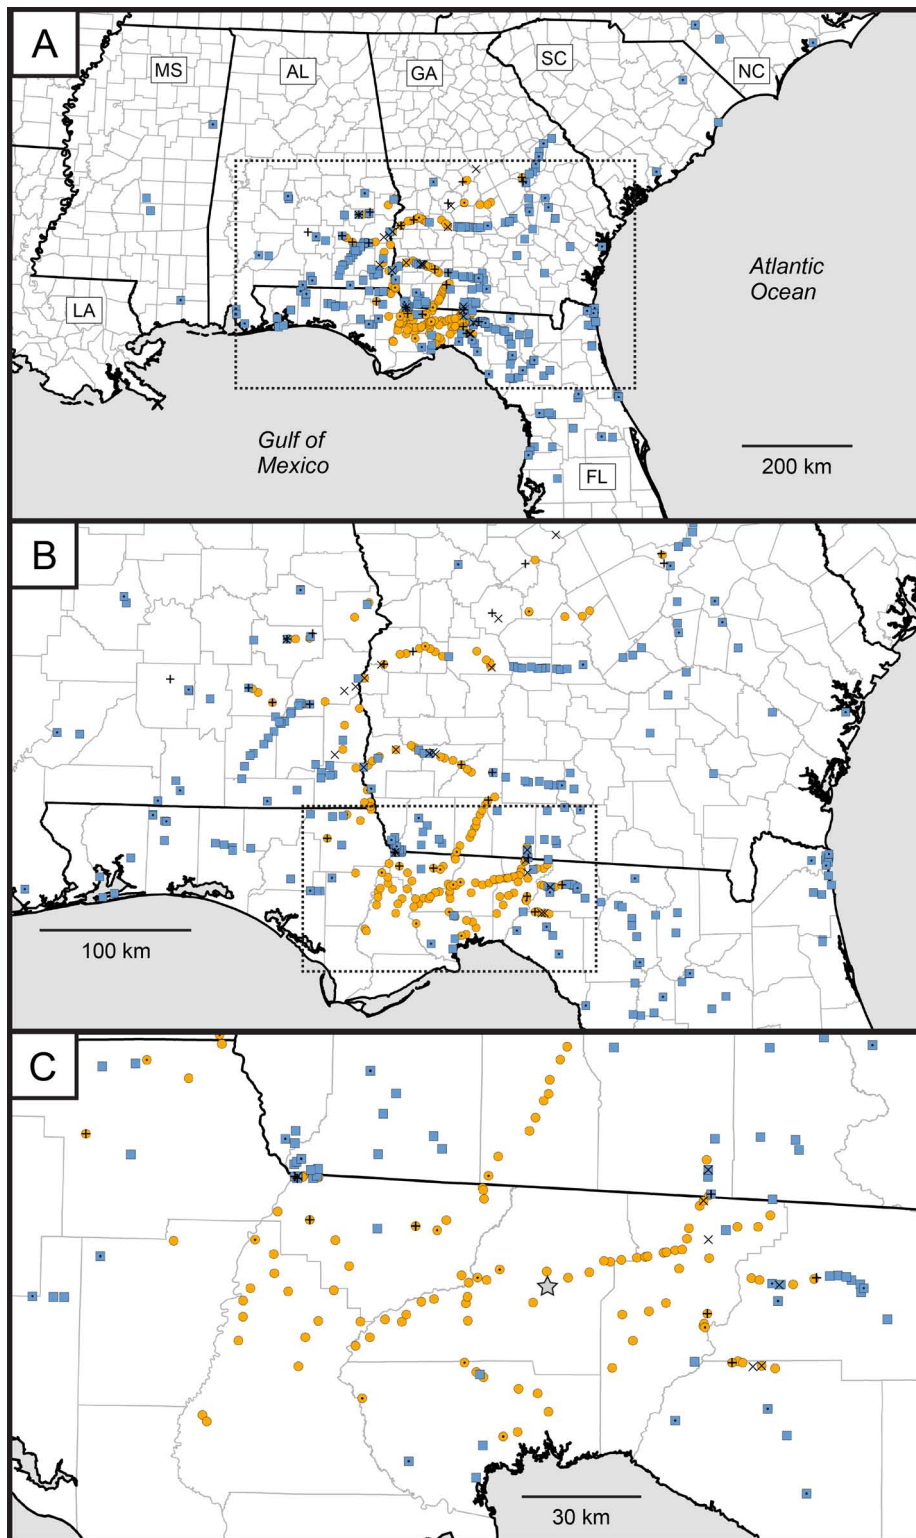 A
MS
AL
GA
SC
NC
LA
Atlantic
Ocean
Gulf of
Mexico
FL
200 km
B
100 km
C
30 km